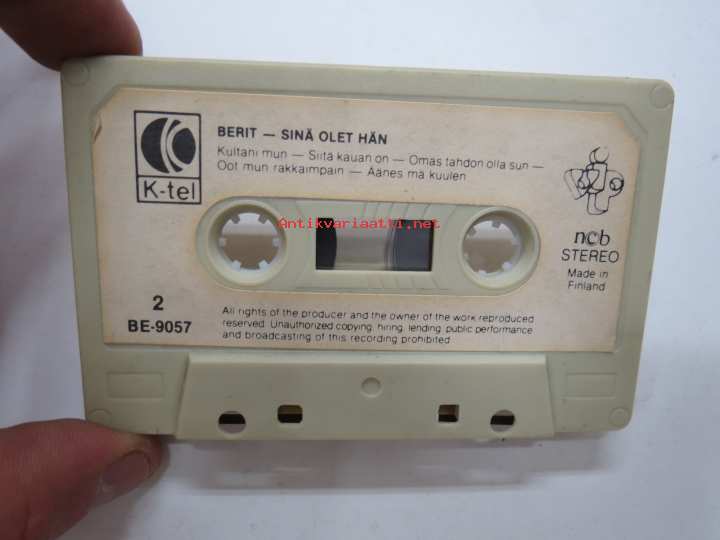 BERIT — SINÄ OLET HÄN
Kultani mun — Siitä kauan on — Omas tahdon olla sun —
Oot mun rakkaimpain — Äänes mä kuulen
K-tel
Antikvariaatti.net
ncb
STEREO
Made in
Finland
2
BE-9057
All rights of the producer and the owner of the work reproduced
reserved. Unauthorized copying, hiring, lending, public performance
and broadcasting of this recording prohibited